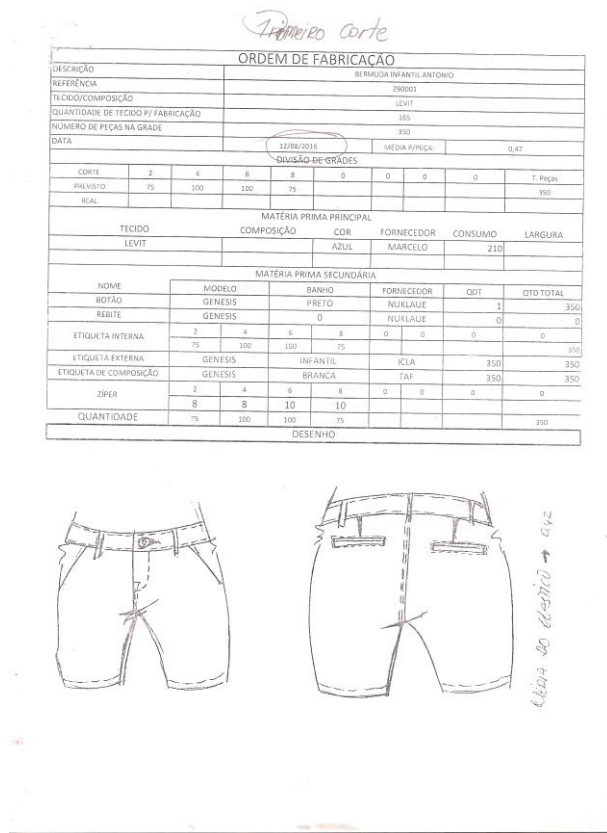 Primeiro Corte
ORDEM DE FABRICAÇÃO
DESCRIÇÃO BERMUDA INFANTIL ANTONIO
REFERÊNCIA 290001
TECIDO/COMPOSIÇÃO LEVIT
QUANTIDADE DE TECIDO P/ FABRICAÇÃO 165
NÚMERO DE PEÇAS NA GRADE 350
DATA 12/08/2016 MÉDIA P/PEÇA: 0,47
DIVISÃO DE GRADES
CORTE 2 4 6 8 0 0 0 0 T. Peças
PREVISTO 75 100 100 75 350
REAL
MATÉRIA PRIMA PRINCIPAL
TECIDO COMPOSIÇÃO COR FORNECEDOR CONSUMO LARGURA
LEVIT AZUL MARCELO 210
MATÉRIA PRIMA SECUNDÁRIA
NOME MODELO BANHO FORNECEDOR QDT QTD TOTAL
BOTÃO GENESIS PRETO NUKLAUE 1 350
REBITE GENESIS 0 NUKLAUE 0 0
ETIQUETA INTERNA 2 4 6 8 0 0 0 0
75 100 100 75 350
ETIQUETA EXTERNA GENESIS INFANTIL ICLA 350 350
ETIQUETA DE COMPOSIÇÃO GENESIS BRANCA TAF 350 350
ZÍPER 2 4 6 8 0 0 0 0
8 8 10 10
QUANTIDADE 75 100 100 75 350
DESENHO
MÉDIA DO ELASTICO →